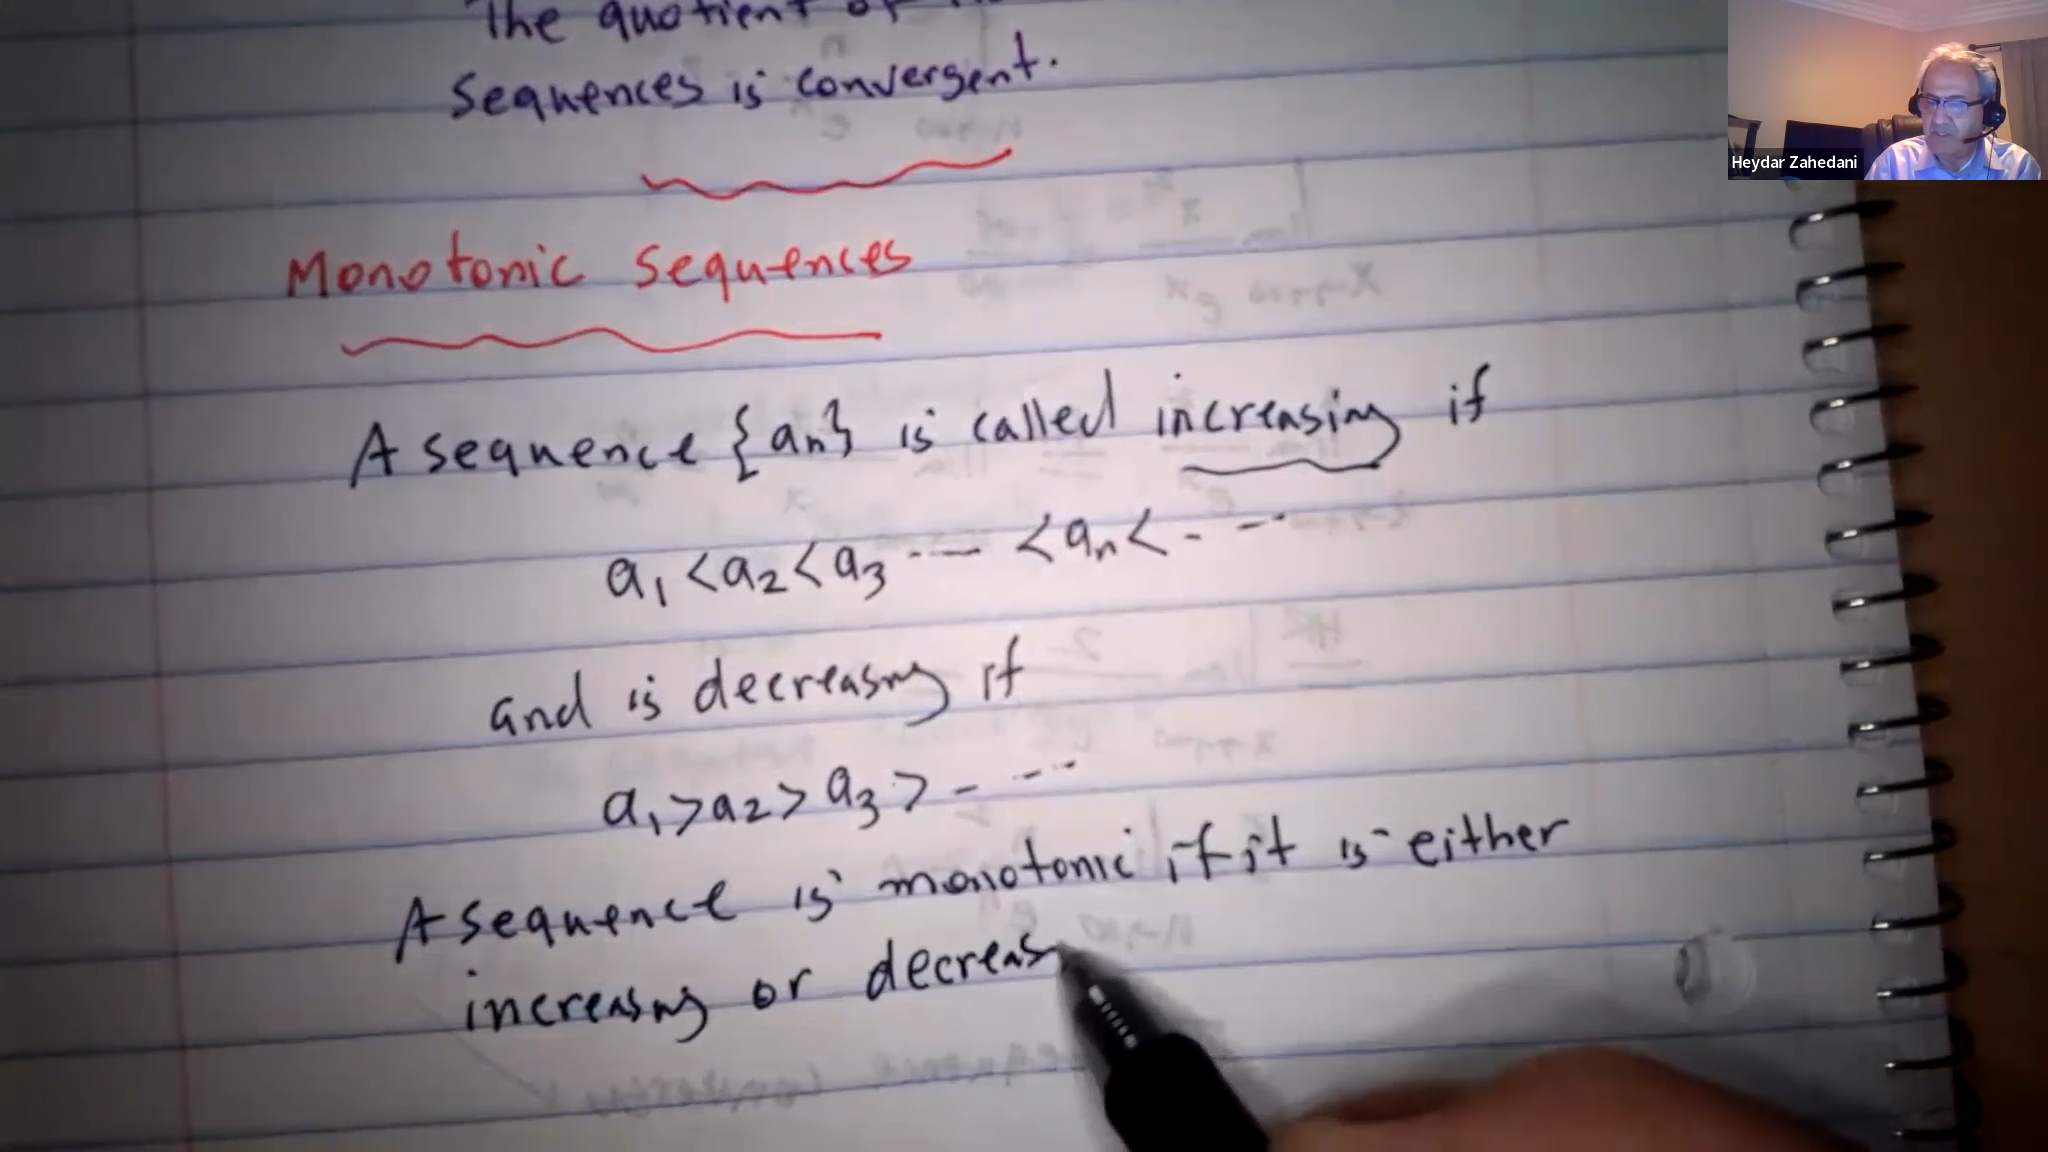 The quotient of
sequences is convergent.
Heydar Zahedani
Monotonic sequences
A sequence {an} is called increasing if
a1 < a2 < a3 ---- < an < - ---
and is decreasing if
a1 > a2 > a3 > - ---
A sequence is monotonic if it is either
increasing or decreas